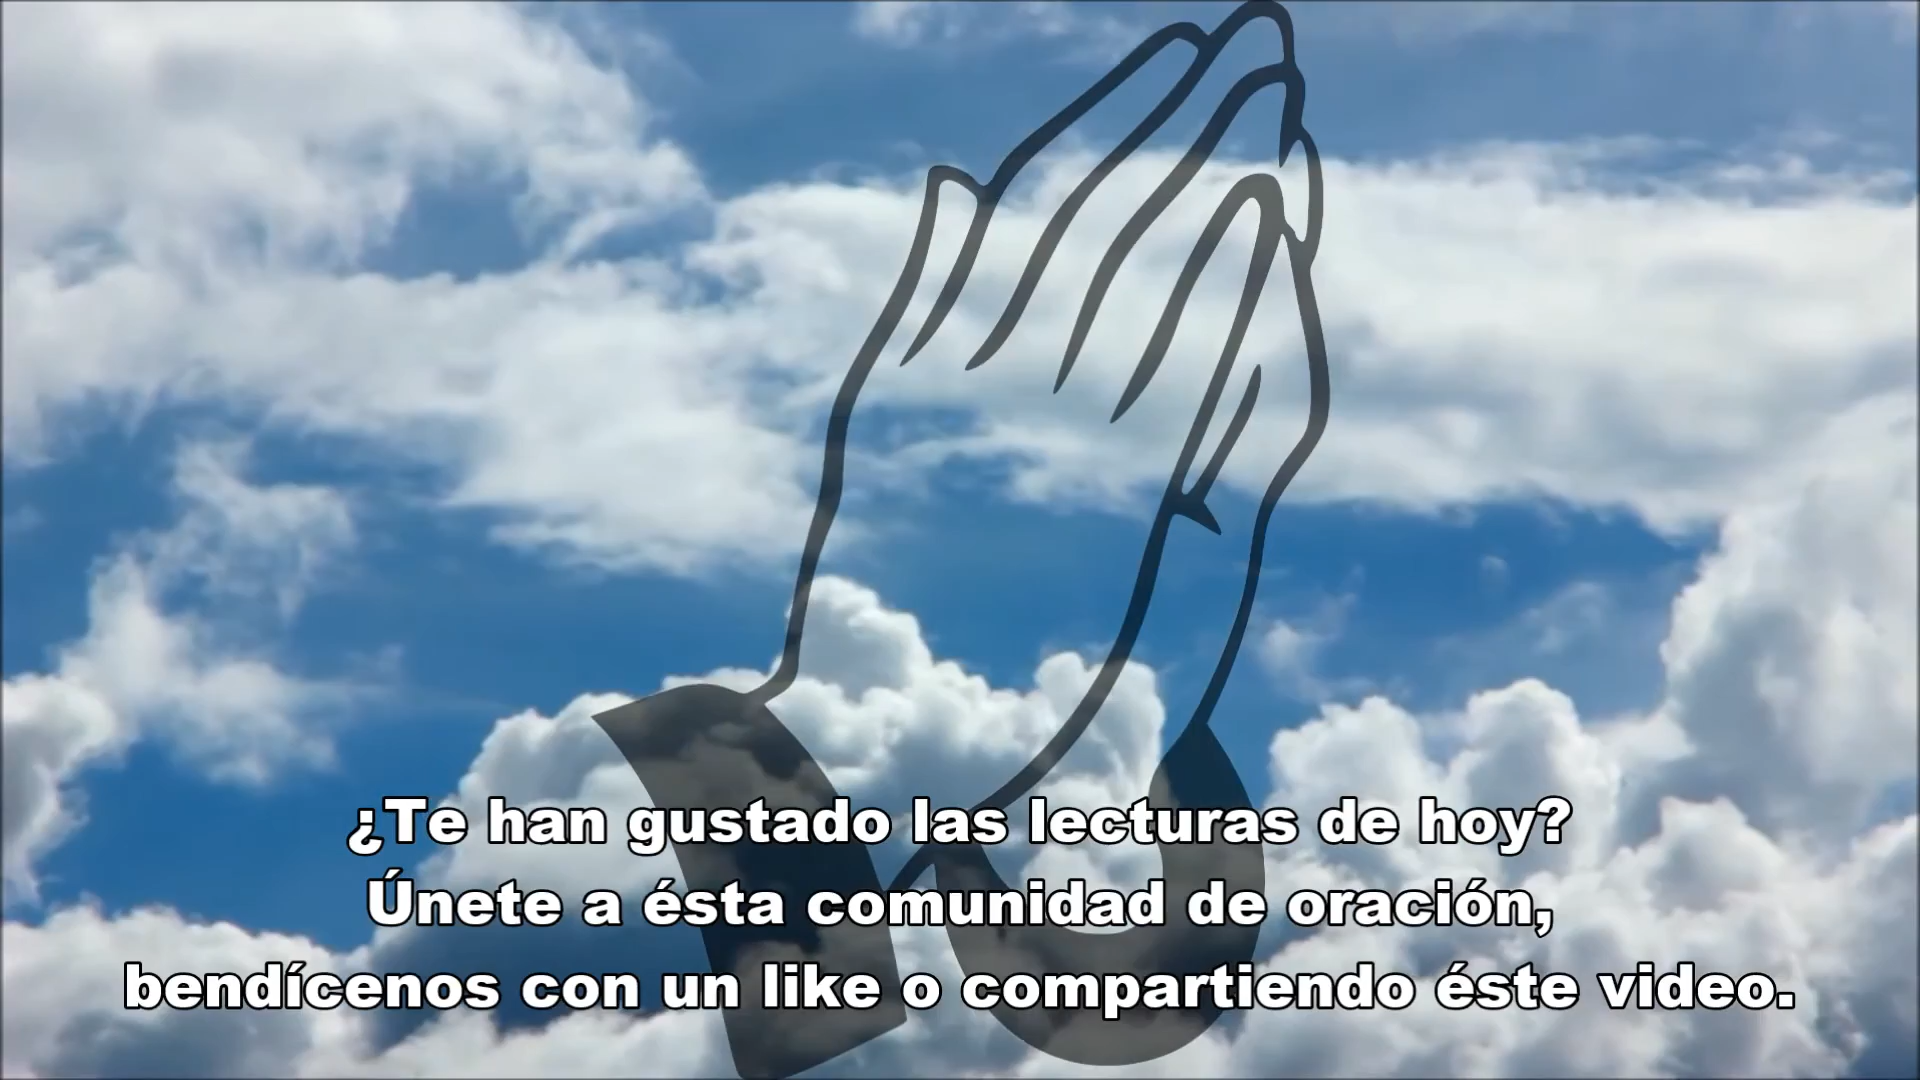 ¿Te han gustado las lecturas de hoy?
Únete a ésta comunidad de oración,
bendícenos con un like o compartiendo éste video.